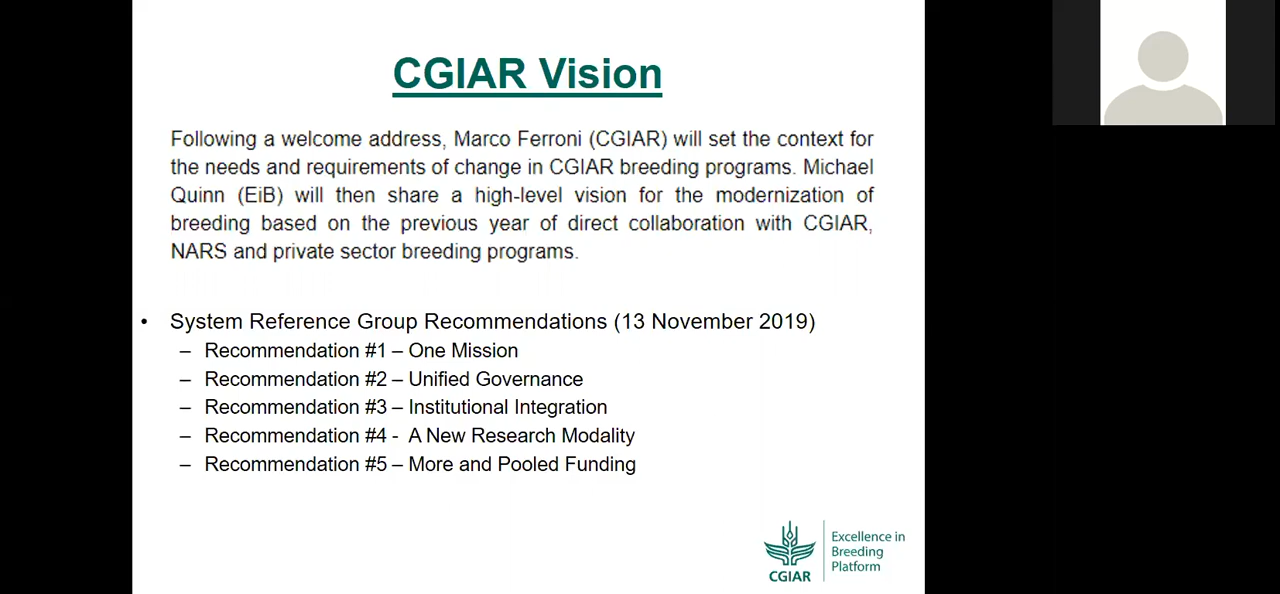 CGIAR Vision
Following a welcome address, Marco Ferroni (CGIAR) will set the context for
the needs and requirements of change in CGIAR breeding programs. Michael
Quinn (EiB) will then share a high-level vision for the modernization of
breeding based on the previous year of direct collaboration with CGIAR,
NARS and private sector breeding programs.
• System Reference Group Recommendations (13 November 2019)
– Recommendation #1 – One Mission
– Recommendation #2 – Unified Governance
– Recommendation #3 – Institutional Integration
– Recommendation #4 - A New Research Modality
– Recommendation #5 – More and Pooled Funding
CGIAR
Excellence in
Breeding
Platform